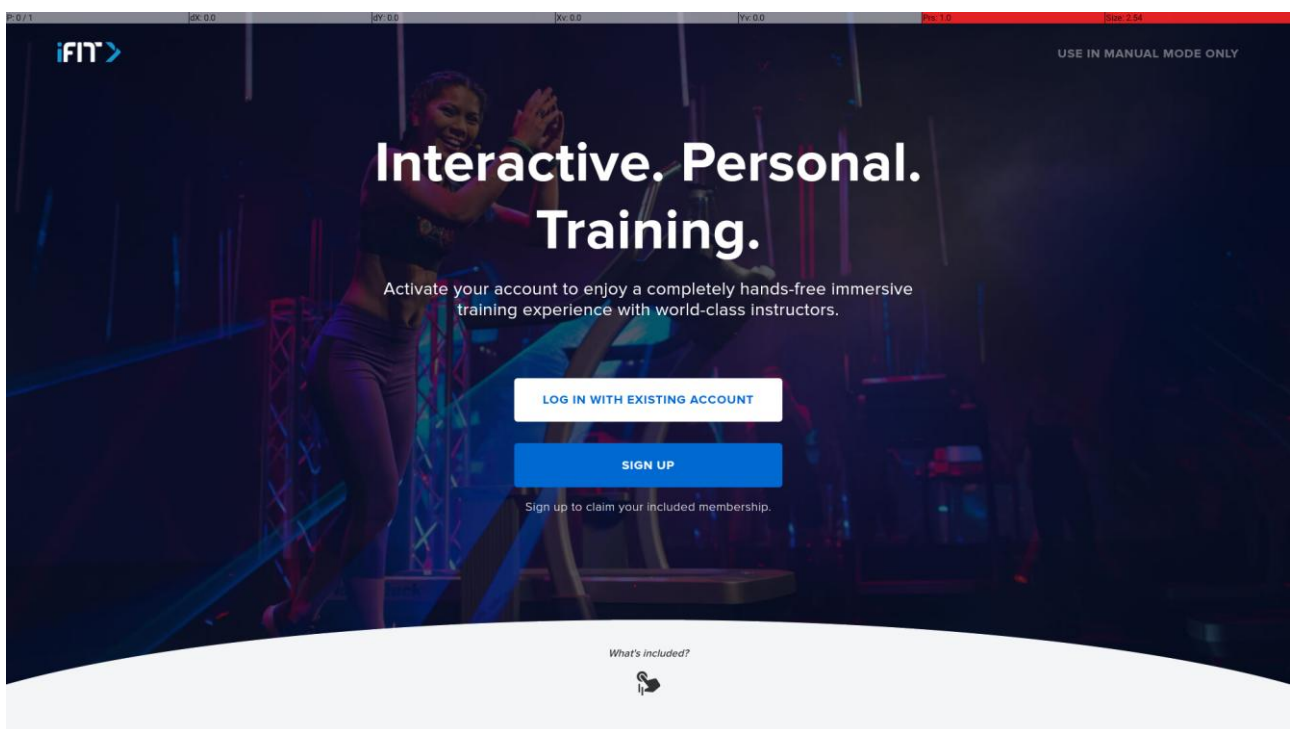 P: 0 / 1 dX: 0.0 dY: 0.0 Xv: 0.0 Yv: 0.0 Prs: 1.0 Size: 2.54
iFIT
USE IN MANUAL MODE ONLY
Interactive. Personal.
Training.
Activate your account to enjoy a completely hands-free immersive
training experience with world-class instructors.
LOG IN WITH EXISTING ACCOUNT
SIGN UP
Sign up to claim your included membership.
What's included?